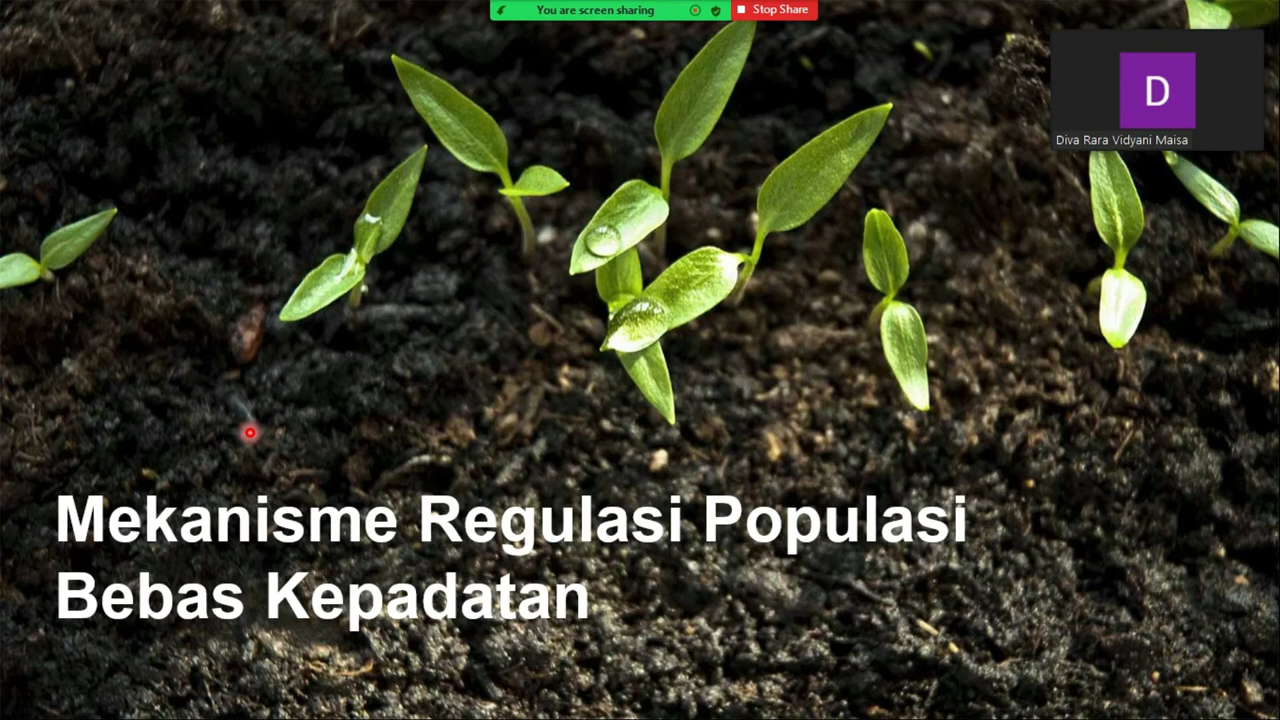 You are screen sharing
Stop Share
D
Diva Rara Vidyani Maisa
Mekanisme Regulasi Populasi
Bebas Kepadatan